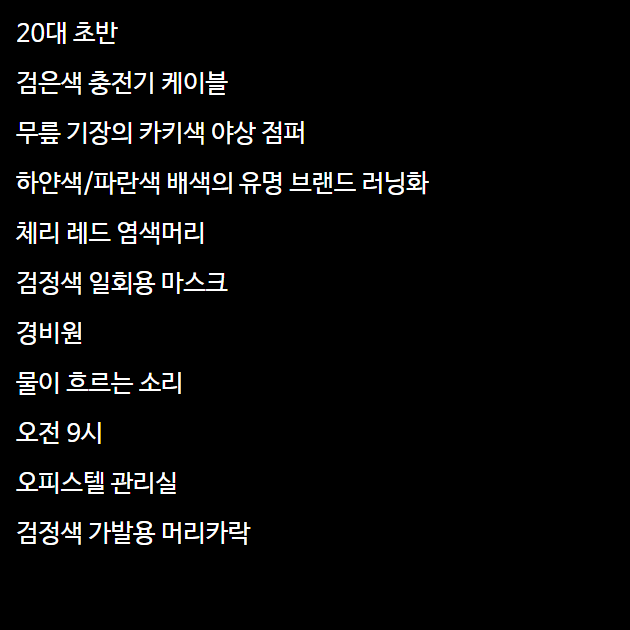 20대 초반
검은색 충전기 케이블
무릎 기장의 카키색 야상 점퍼
하얀색/파란색 배색의 유명 브랜드 러닝화
체리 레드 염색머리
검정색 일회용 마스크
경비원
물이 흐르는 소리
오전 9시
오피스텔 관리실
검정색 가발용 머리카락